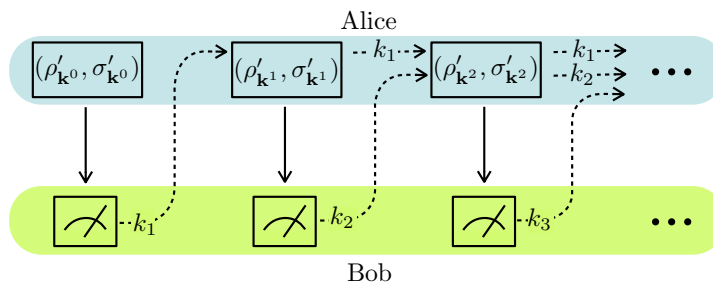 Alice
(ρ′_{𝐤⁰}, σ′_{𝐤⁰}) (ρ′_{𝐤¹}, σ′_{𝐤¹}) k₁ (ρ′_{𝐤²}, σ′_{𝐤²}) k₁
k₂
k₁ k₂ k₃
Bob